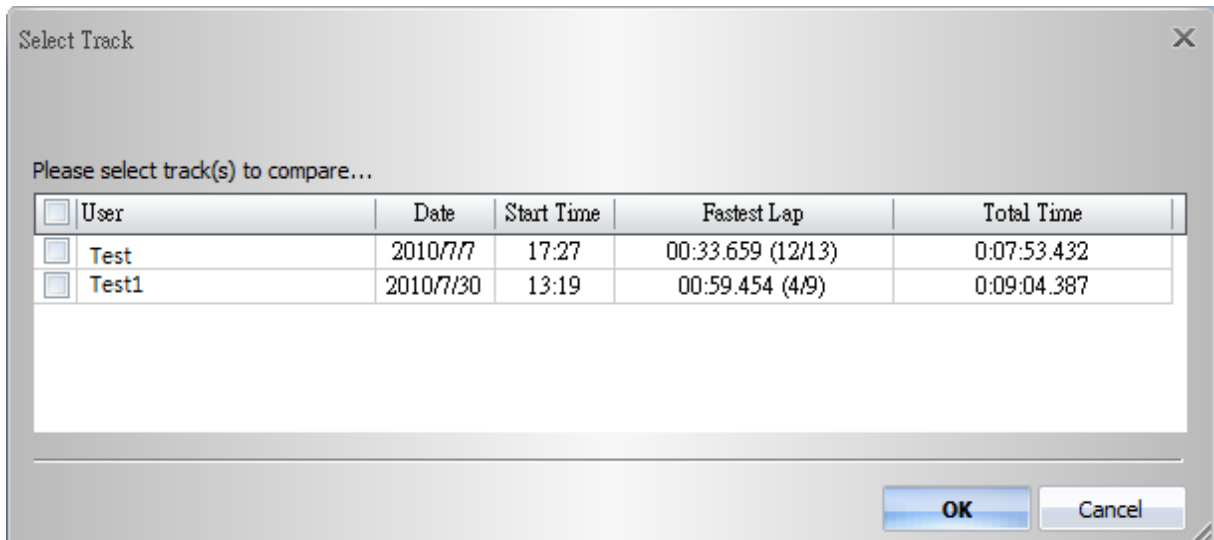 Select Track
Please select track(s) to compare...
User Date Start Time Fastest Lap Total Time
Test 2010/7/7 17:27 00:33.659 (12/13) 0:07:53.432
Test1 2010/7/30 13:19 00:59.454 (4/9) 0:09:04.387
OK Cancel